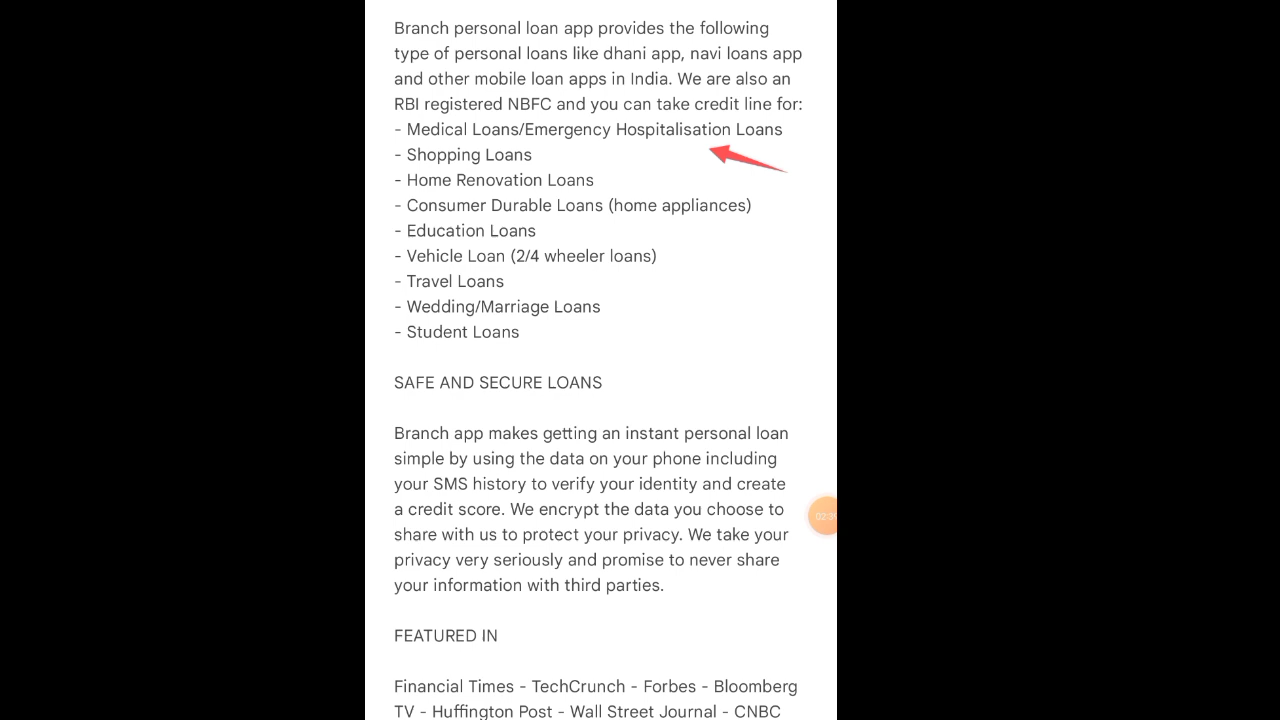 Branch personal loan app provides the following
type of personal loans like dhani app, navi loans app
and other mobile loan apps in India. We are also an
RBI registered NBFC and you can take credit line for:
- Medical Loans/Emergency Hospitalisation Loans
- Shopping Loans
- Home Renovation Loans
- Consumer Durable Loans (home appliances)
- Education Loans
- Vehicle Loan (2/4 wheeler loans)
- Travel Loans
- Wedding/Marriage Loans
- Student Loans
SAFE AND SECURE LOANS
Branch app makes getting an instant personal loan
simple by using the data on your phone including
your SMS history to verify your identity and create
a credit score. We encrypt the data you choose to
share with us to protect your privacy. We take your
privacy very seriously and promise to never share
your information with third parties.
FEATURED IN
Financial Times - TechCrunch - Forbes - Bloomberg
TV - Huffington Post - Wall Street Journal - CNBC